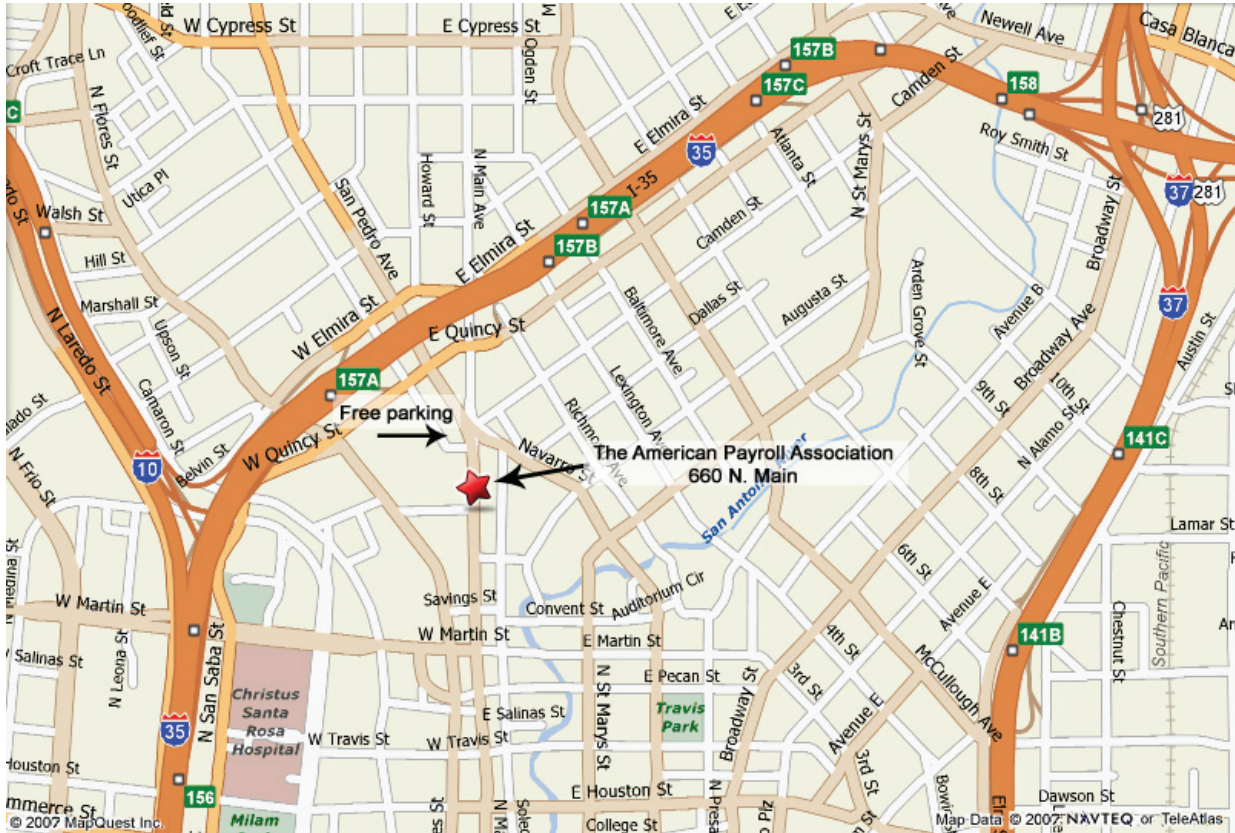 W Cypress St
E Cypress St
Ogden St
Newell Ave
Casa Blanca
Croft Trace Ln
N Flores St
157B
157C
Camden St
158
281
C
E Elmira St
35
I-35
Atlanta St
N St Marys St
Roy Smith St
Utica Pl
Howard St
N Main Ave
San Pedro Ave
Walsh St
Hill St
Marshall St
157A
157B
E Elmira St
Camden St
37
281
Broadway St
37
Austin St
N Laredo St
Upson St
W Elmira St
E Quincy St
Baltimore Ave
Dallas St
Augusta St
Arden Grove St
Avenue B
Broadway Ave
157A
Camaron St
Belvin St
W Quincy St
Free parking
Lexington Ave
9th St
10th St
N Alamo St
141C
10
N Frio St
Navarro St
The American Payroll Association
660 N. Main
8th St
San Antonio River
Lamar St
6th St
Avenue E
Southern Pacific
W Martin St
Savings St
Convent St
Auditorium Cir
W Martin St
E Martin St
4th St
McCullough Ave
141B
Chestnut St
W Salinas St
N Leona St
N San Saba St
Christus
Santa
Rosa
Hospital
E Pecan St
3rd St
Travis
Park
Avenue E
E Salinas St
N St Marys St
Broadway St
35
W Travis St
W Travis St
3rd St
Houston St
156
E Houston St
Dawson St
mmerce St
Milam
College St
© 2007 MapQuest Inc.
Map Data © 2007 NAVTEQ or TeleAtlas